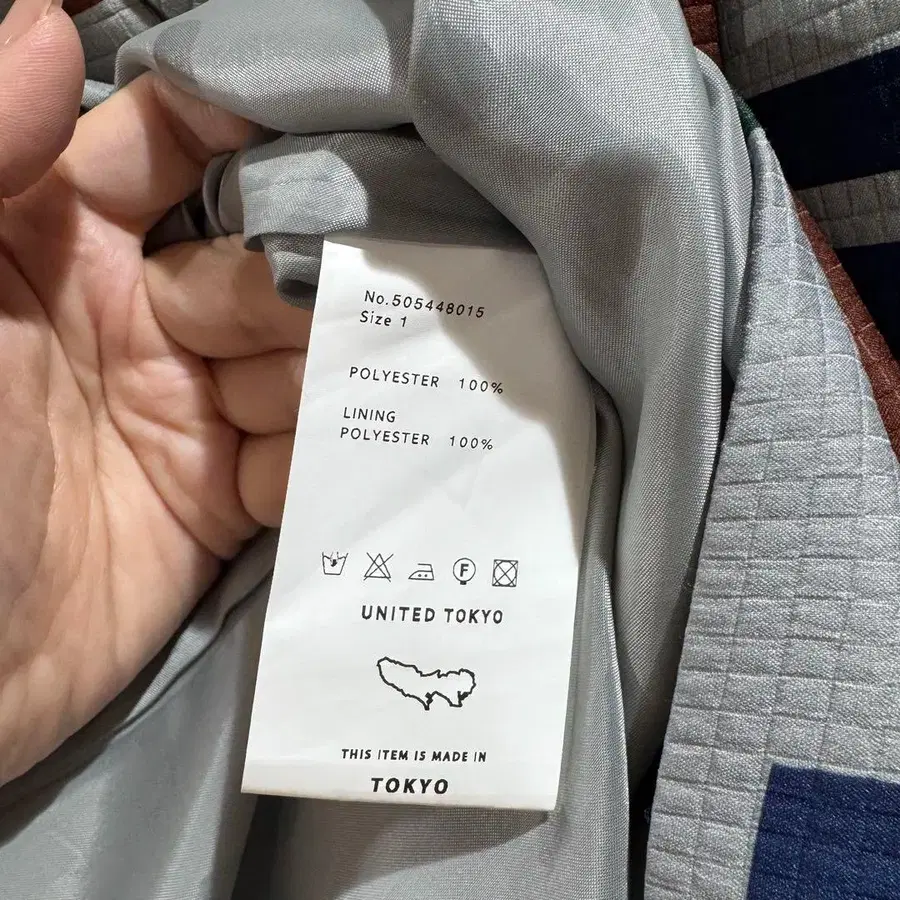 No.505448015
Size 1
POLYESTER 100%
LINING
POLYESTER 100%
F
UNITED TOKYO
THIS ITEM IS MADE IN
TOKYO